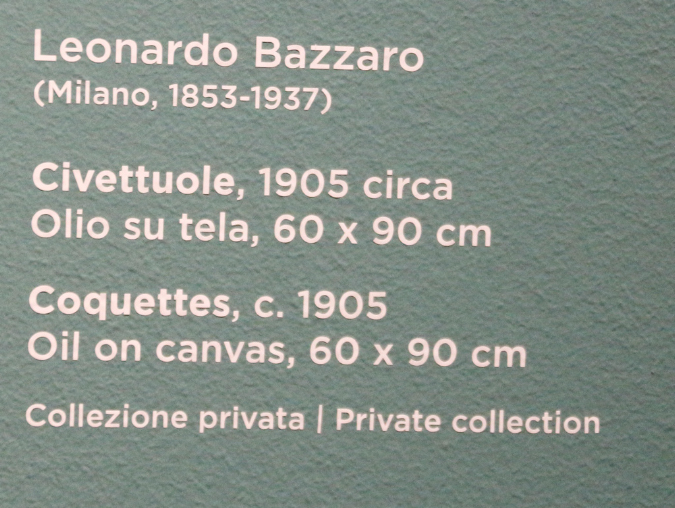 Leonardo Bazzaro
(Milano, 1853-1937)
Civettuole, 1905 circa
Olio su tela, 60 x 90 cm
Coquettes, c. 1905
Oil on canvas, 60 x 90 cm
Collezione privata | Private collection